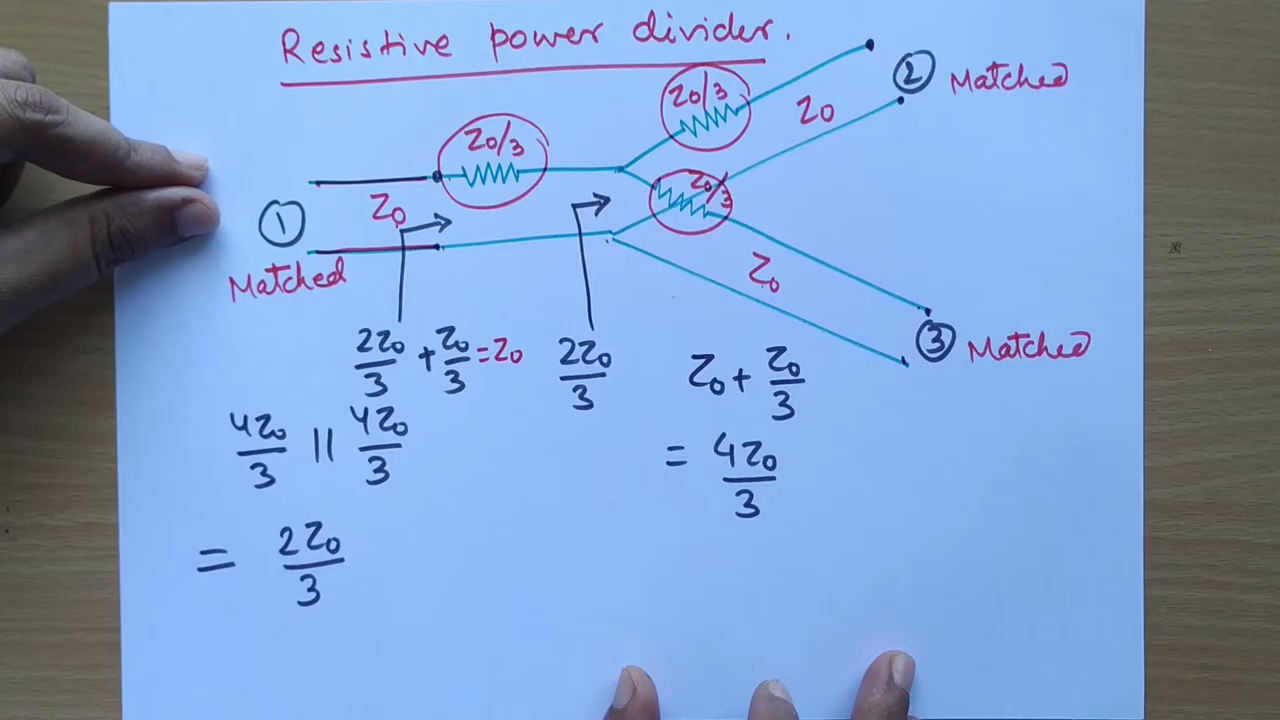 Resistive power divider.
Z0/3
Z0/3
Z0/3
Z0
Z0
Z0
1
Matched
2
Matched
3
Matched
2Z0/3 + Z0/3 = Z0
2Z0/3
Z0 + Z0/3
= 4Z0/3
4Z0/3 || 4Z0/3
= 2Z0/3